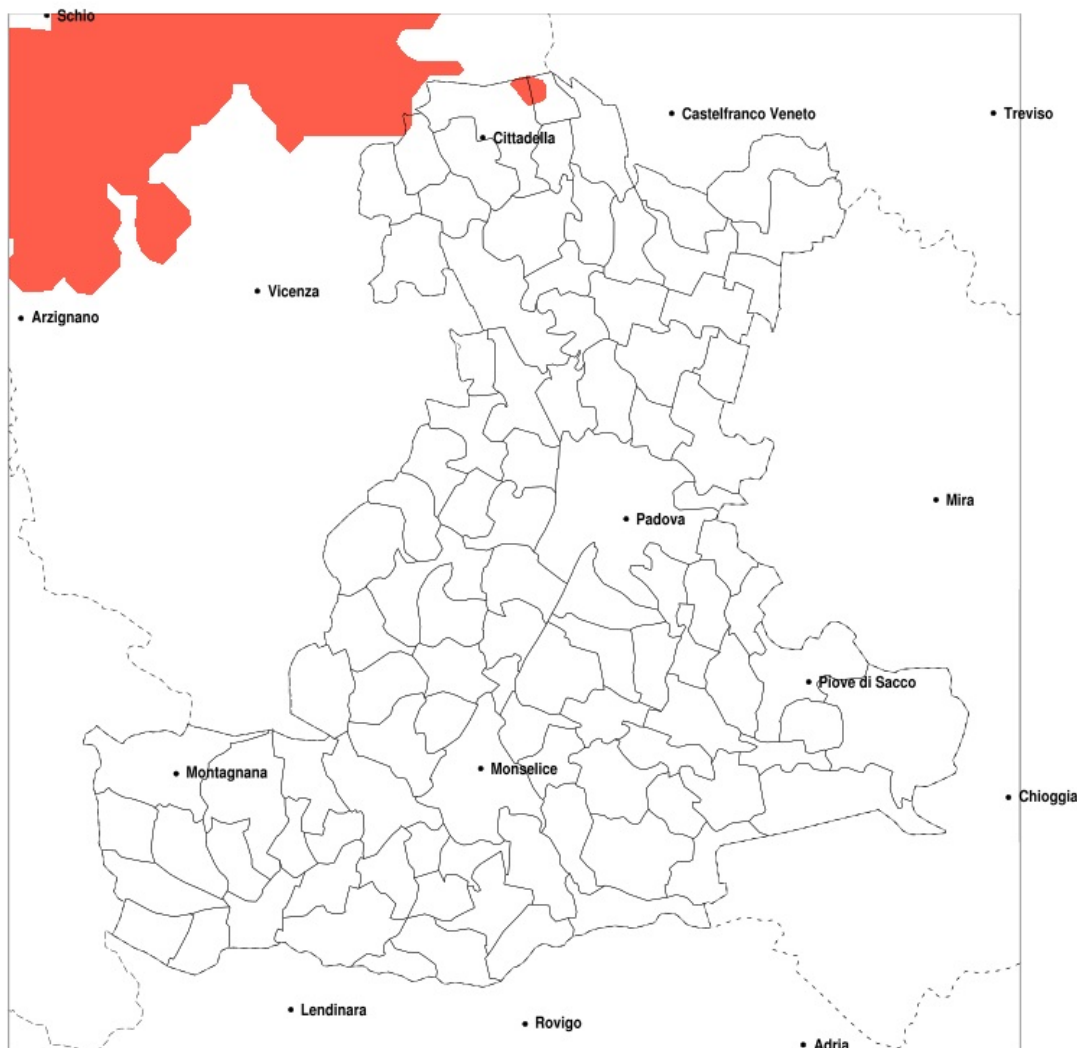 Schio
Castelfranco Veneto
Treviso
Cittadella
Vicenza
Arzignano
Mira
Padova
Piove di Sacco
Monselice
Montagnana
Chioggia
Lendinara
Rovigo
Adria